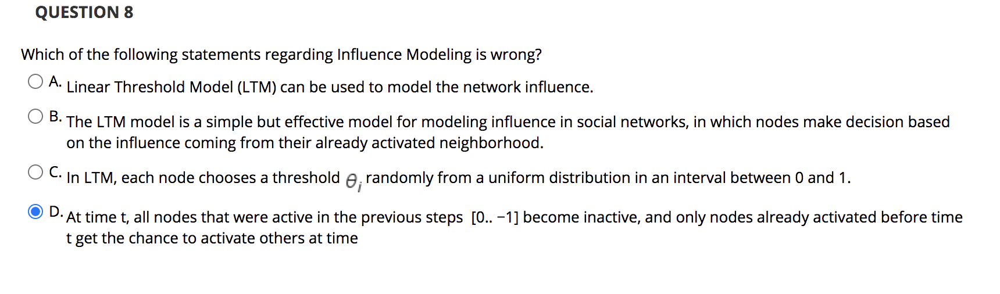 QUESTION 8
Which of the following statements regarding Influence Modeling is wrong?
A. Linear Threshold Model (LTM) can be used to model the network influence.
B. The LTM model is a simple but effective model for modeling influence in social networks, in which nodes make decision based
on the influence coming from their already activated neighborhood.
C. In LTM, each node chooses a threshold θi randomly from a uniform distribution in an interval between 0 and 1.
D. At time t, all nodes that were active in the previous steps [0.. −1] become inactive, and only nodes already activated before time
t get the chance to activate others at time